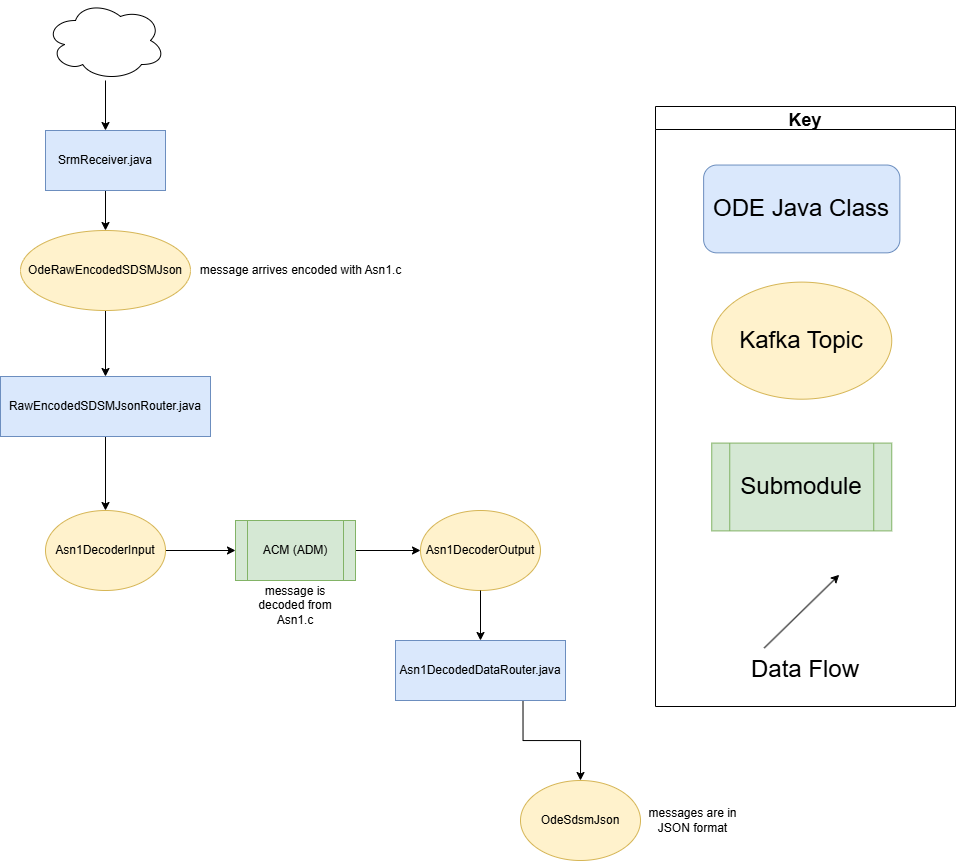 SrmReceiver.java
OdeRawEncodedSDSMJson
message arrives encoded with Asn1.c
RawEncodedSDSMJsonRouter.java
Asn1DecoderInput
ACM (ADM)
message is
decoded from
Asn1.c
Asn1DecoderOutput
Asn1DecodedDataRouter.java
OdeSdsmJson
messages are in
JSON format
Key
ODE Java Class
Kafka Topic
Submodule
Data Flow